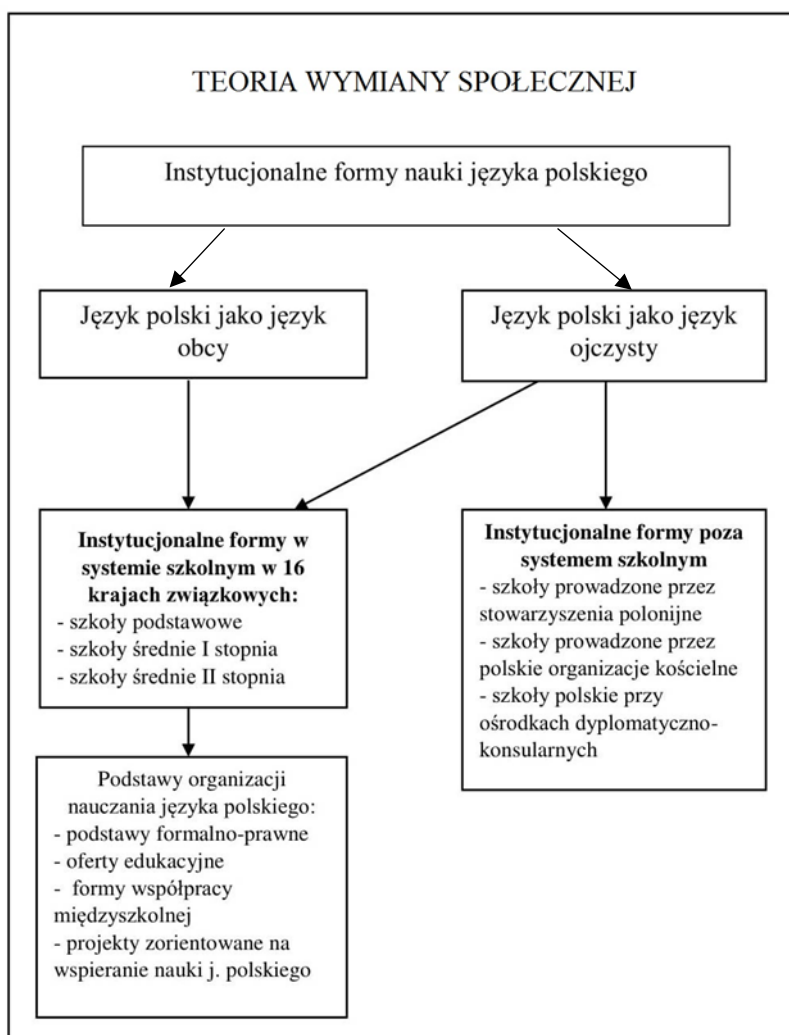 TEORIA WYMIANY SPOŁECZNEJ
Instytucjonalne formy nauki języka polskiego
Język polski jako język
obcy
Język polski jako język
ojczysty
Instytucjonalne formy w
systemie szkolnym w 16
krajach związkowych:
- szkoły podstawowe
- szkoły średnie I stopnia
- szkoły średnie II stopnia
Instytucjonalne formy poza
systemem szkolnym
- szkoły prowadzone przez
stowarzyszenia polonijne
- szkoły prowadzone przez
polskie organizacje kościelne
- szkoły polskie przy
ośrodkach dyplomatyczno-
konsularnych
Podstawy organizacji
nauczania języka polskiego:
- podstawy formalno-prawne
- oferty edukacyjne
- formy współpracy
międzyszkolnej
- projekty zorientowane na
wspieranie nauki j. polskiego